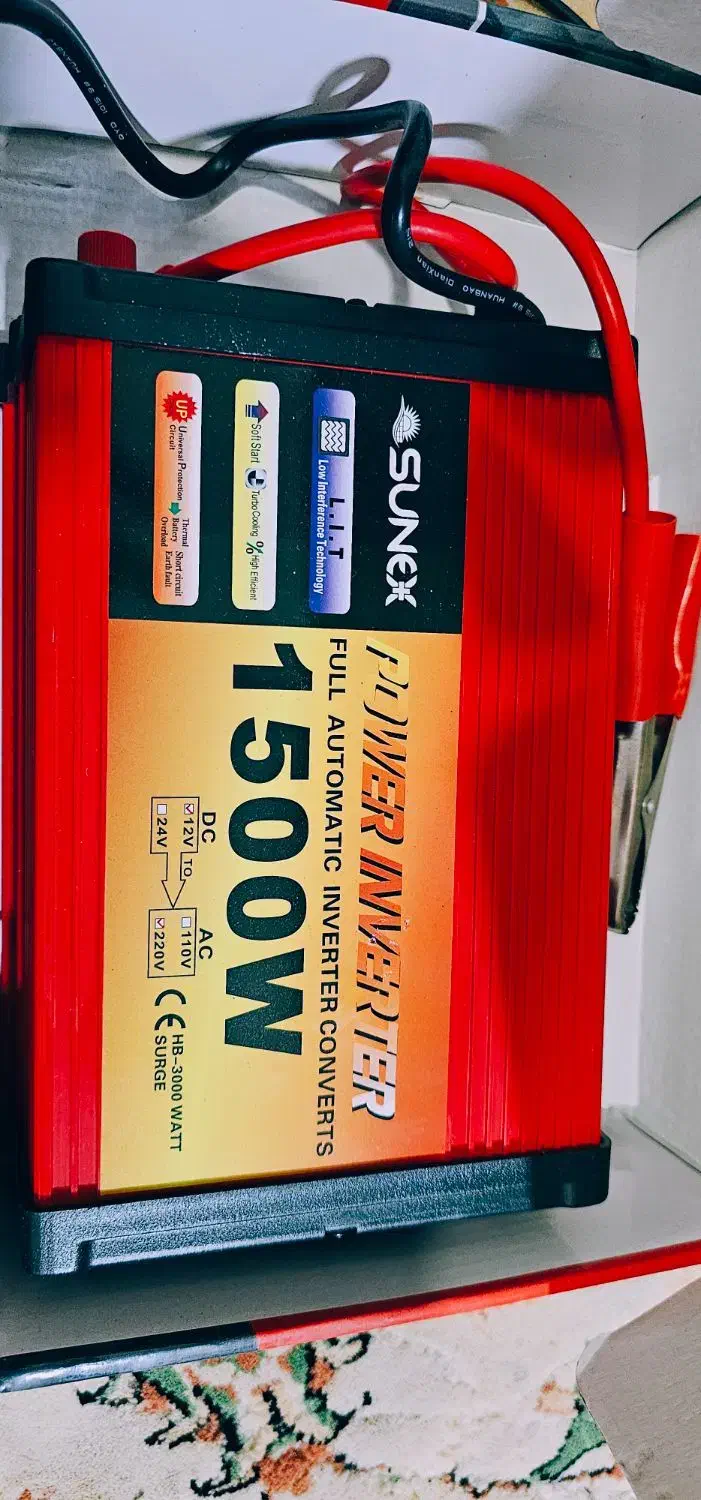 SUNEX
L.I.T
Low Interference Technology
Soft Start
Turbo Cooling
% High Efficient
UP
Universal Protection
Circuit
Thermal Short circuit
Battery
Overload Earth fault
POWER INVERTER
FULL AUTOMATIC INVERTER CONVERTS
1500W
DC
12V TO
24V
AC
110V
220V
CE HB-3000 WATT
SURGE
HUANBAO DianXian